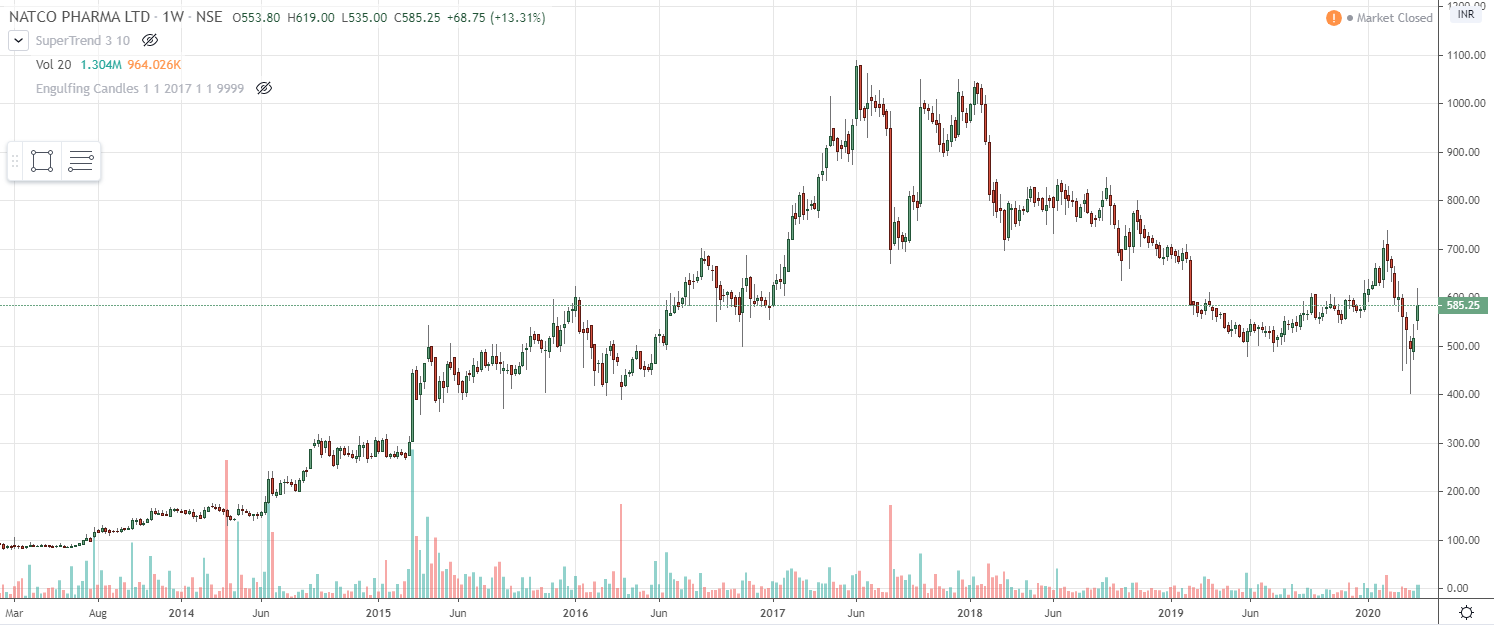 NATCO PHARMA LTD · 1W · NSE O553.80 H619.00 L535.00 C585.25 +68.75 (+13.31%)
SuperTrend 3 10
Vol 20 1.304M 964.026K
Engulfing Candles 1 1 2017 1 1 9999
! Market Closed
INR
1200.00
1100.00
1000.00
900.00
800.00
700.00
600.00
585.25
500.00
400.00
300.00
200.00
100.00
0.00
Mar Aug 2014 Jun 2015 Jun 2016 Jun 2017 Jun 2018 Jun 2019 Jun 2020